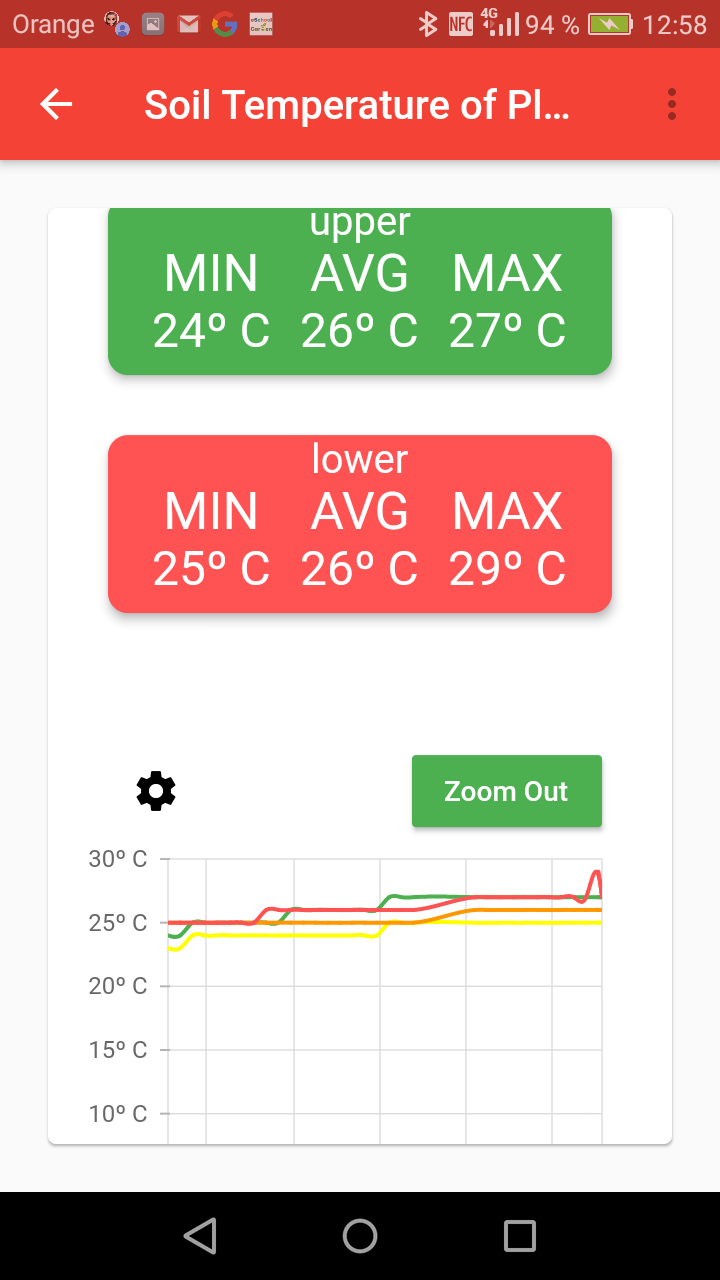 Orange NFC 4G 94 % 12:58
Soil Temperature of Pl...
upper
MIN AVG MAX
24º C 26º C 27º C
lower
MIN AVG MAX
25º C 26º C 29º C
Zoom Out
30º C
25º C
20º C
15º C
10º C